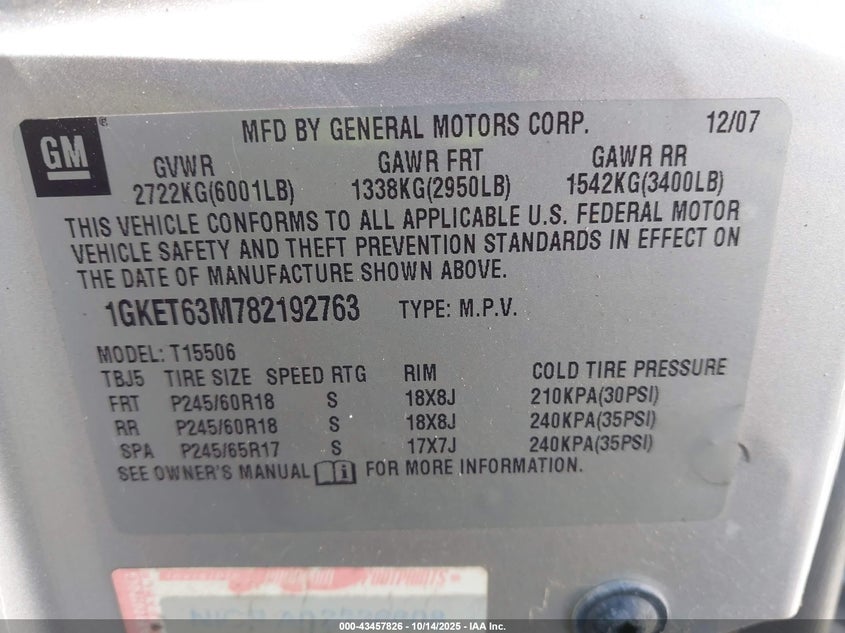 GM ®
MFD BY GENERAL MOTORS CORP. 12/07
GVWR GAWR FRT GAWR RR
2722KG(6001LB) 1338KG(2950LB) 1542KG(3400LB)
THIS VEHICLE CONFORMS TO ALL APPLICABLE U.S. FEDERAL MOTOR
VEHICLE SAFETY AND THEFT PREVENTION STANDARDS IN EFFECT ON
THE DATE OF MANUFACTURE SHOWN ABOVE.
1GKET63M782192763 TYPE: M.P.V.
MODEL: T15506
TBJ5 TIRE SIZE SPEED RTG RIM COLD TIRE PRESSURE
FRT P245/60R18 S 18X8J 210KPA(30PSI)
RR P245/60R18 S 18X8J 240KPA(35PSI)
SPA P245/65R17 S 17X7J 240KPA(35PSI)
SEE OWNER'S MANUAL FOR MORE INFORMATION.
000-43457826 - 10/14/2025 - IAA Inc.